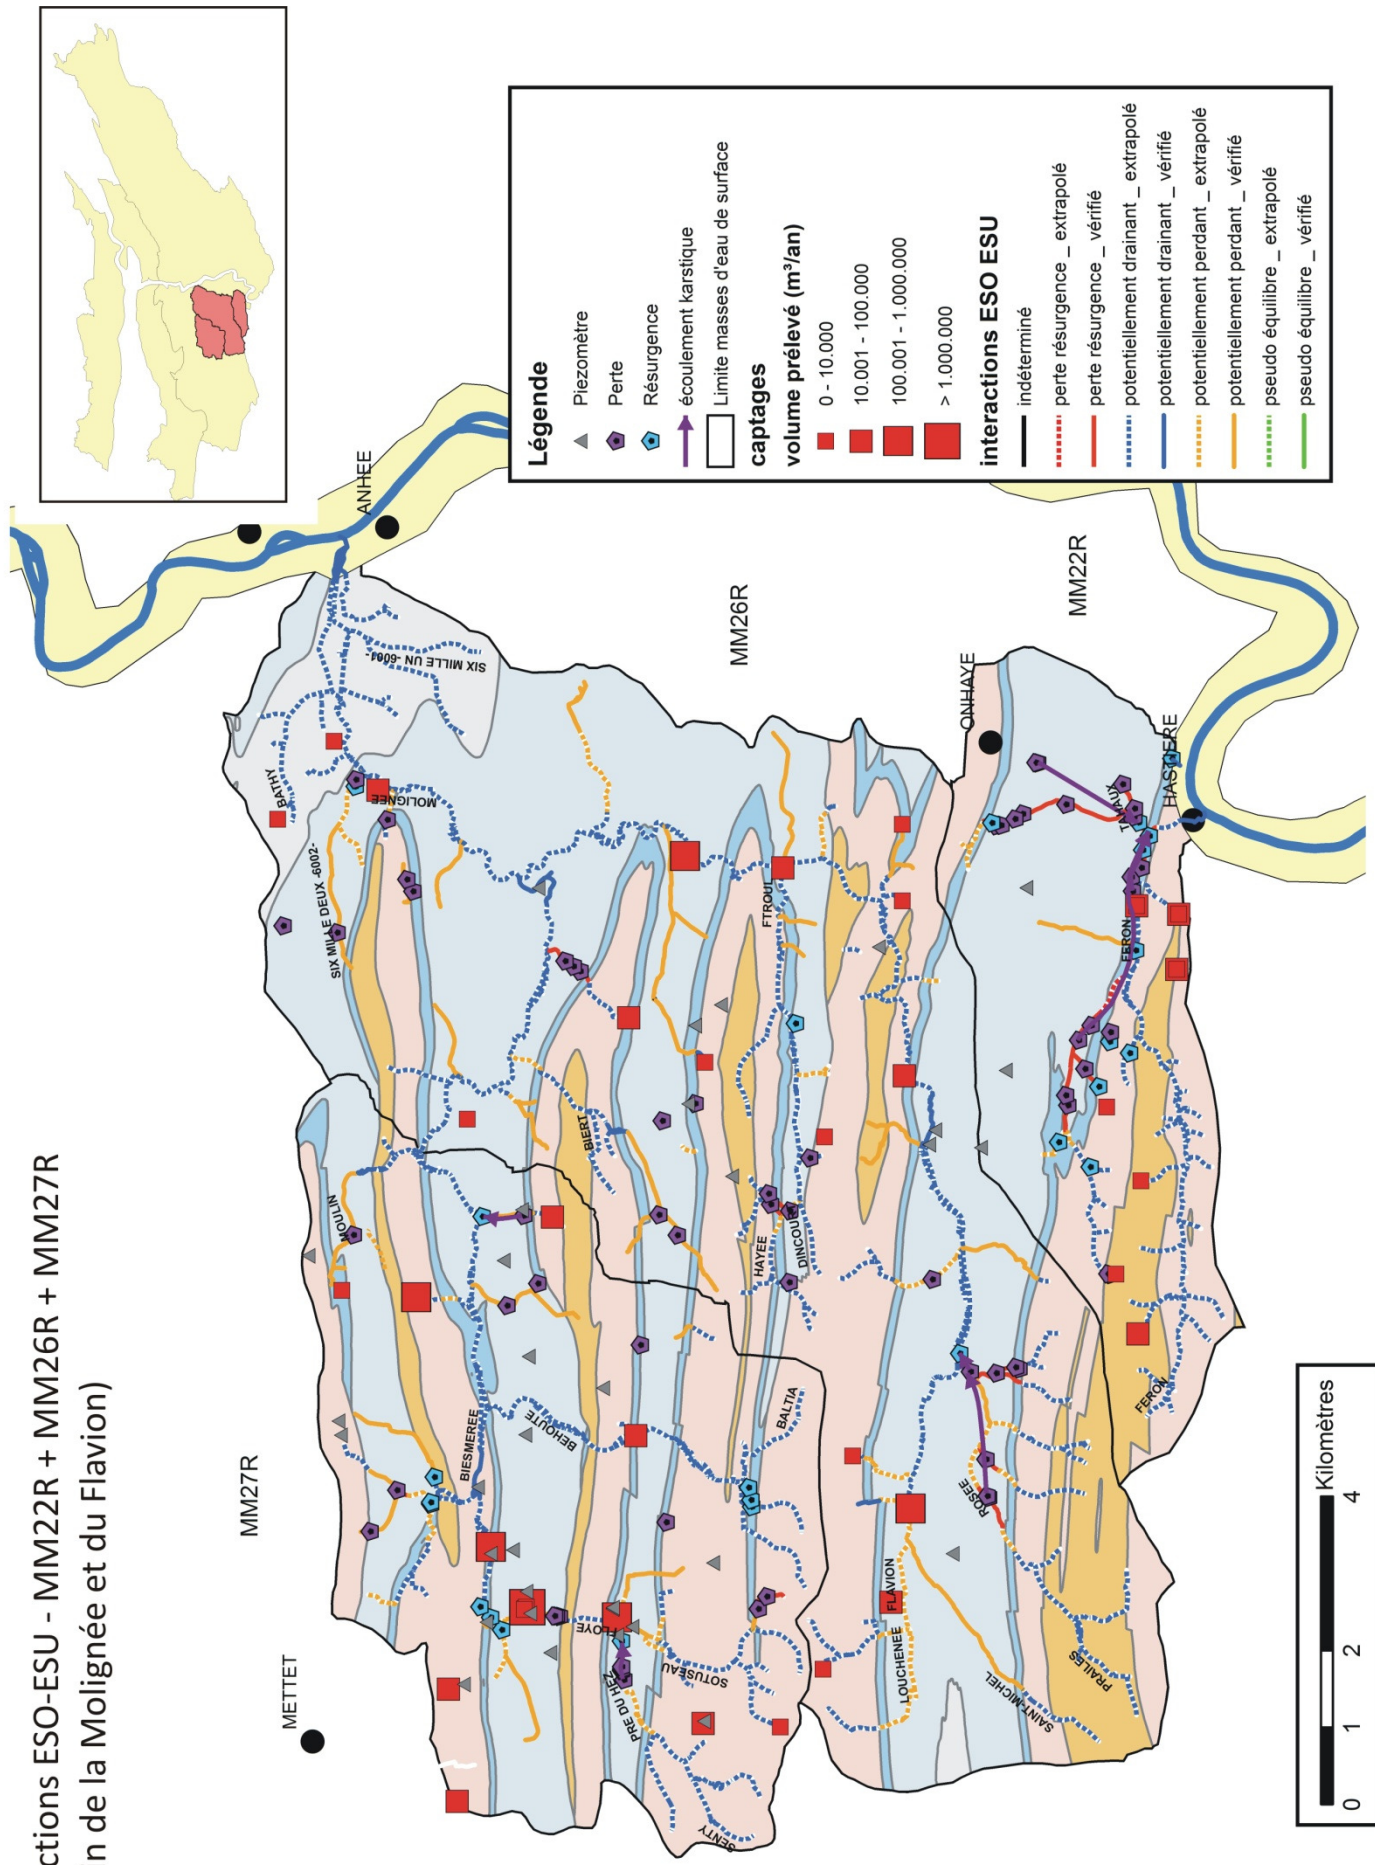 ctions ESO-ESU - MM22R + MM26R + MM27R
n de la Molignée et du Flavion)
METTET
MM27R
ANHEE
MM26R
ONHAYE
MM22R
HASTIERE
BATHY
SIX MILLE UN -6001-
SIX MILLE DEUX -6002-
MOLIGNEE
MOULIN
BIERT
FTROUL
HAYEE
DINCOURT
BIESMEREE
BEHOUTE
BALTIA
FLOYE
PRE DU HEZ
SOTUSEAU
SENTY
LOUCHENEE
FLAVION
SAINT-MICHEL
PRAILES
ROSEE
FERON
FERON
TAHAUX
Légende
Piezomètre
Perte
Résurgence
écoulement karstique
Limite masses d'eau de surface
captages
volume prélevé (m³/an)
0 - 10.000
10.001 - 100.000
100.001 - 1.000.000
> 1.000.000
interactions ESO ESU
indéterminé
perte résurgence _ extrapolé
perte résurgence _ vérifié
potentiellement drainant _ extrapolé
potentiellement drainant _ vérifié
potentiellement perdant _ extrapolé
potentiellement perdant _ vérifié
pseudo équilibre _ extrapolé
pseudo équilibre _ vérifié
0 1 2 4
Kilomètres